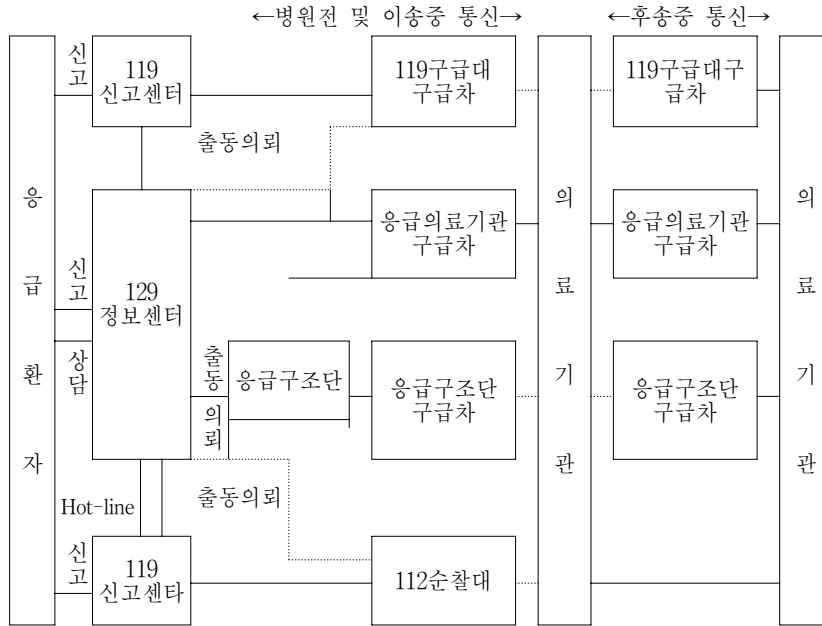 ←병원전 및 이송중 통신→
←후송중 통신→
신고
119
신고센터
119구급대
구급차
119구급대구
급차
출동의뢰
응급환자
의료기관
의료기관
응급의료기관
구급차
응급의료기관
구급차
신고
129
정보센터
상담
출동
의뢰
응급구조단
응급구조단
구급차
응급구조단
구급차
Hot-line
출동의뢰
신고
119
신고센타
112순찰대